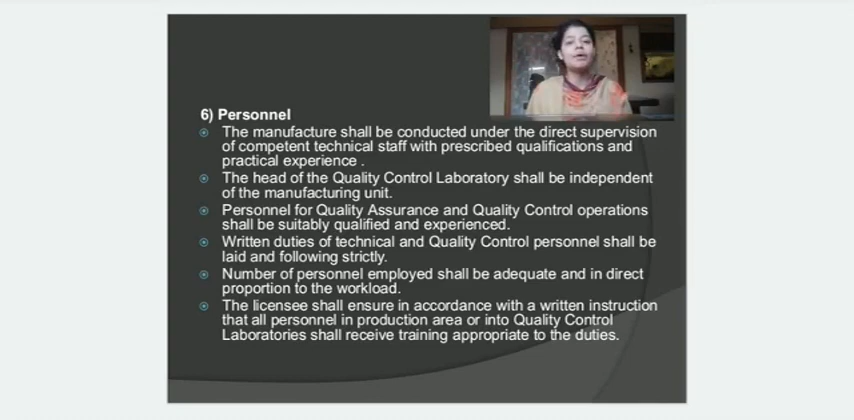 6) Personnel
The manufacture shall be conducted under the direct supervision
of competent technical staff with prescribed qualifications and
practical experience .
The head of the Quality Control Laboratory shall be independent
of the manufacturing unit.
Personnel for Quality Assurance and Quality Control operations
shall be suitably qualified and experienced.
Written duties of technical and Quality Control personnel shall be
laid and following strictly.
Number of personnel employed shall be adequate and in direct
proportion to the workload.
The licensee shall ensure in accordance with a written instruction
that all personnel in production area or into Quality Control
Laboratories shall receive training appropriate to the duties.